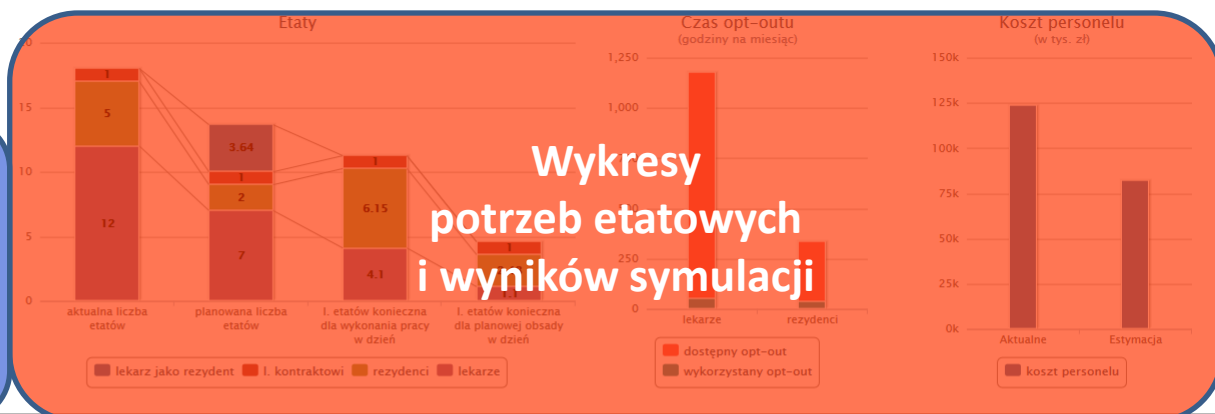 Etaty
20
15
10
5
0
1
5
12
3.64
1
2
7
1
6.15
4.1
1
1.1
aktualna liczba
etatów
planowana liczba
etatów
l. etatów konieczna
dla wykonania pracy
w dzień
l. etatów konieczna
dla planowej obsady
w dzień
lekarz jako rezydent
l. kontraktowi
rezydenci
lekarze
Wykresy
potrzeb etatowych
i wyników symulacji
Czas opt-outu
(godziny na miesiąc)
1,250
1,000
250
0
lekarze
rezydenci
dostępny opt-out
wykorzystany opt-out
Koszt personelu
(w tys. zł)
150k
125k
100k
75k
50k
25k
0k
Aktualne
Estymacja
koszt personelu